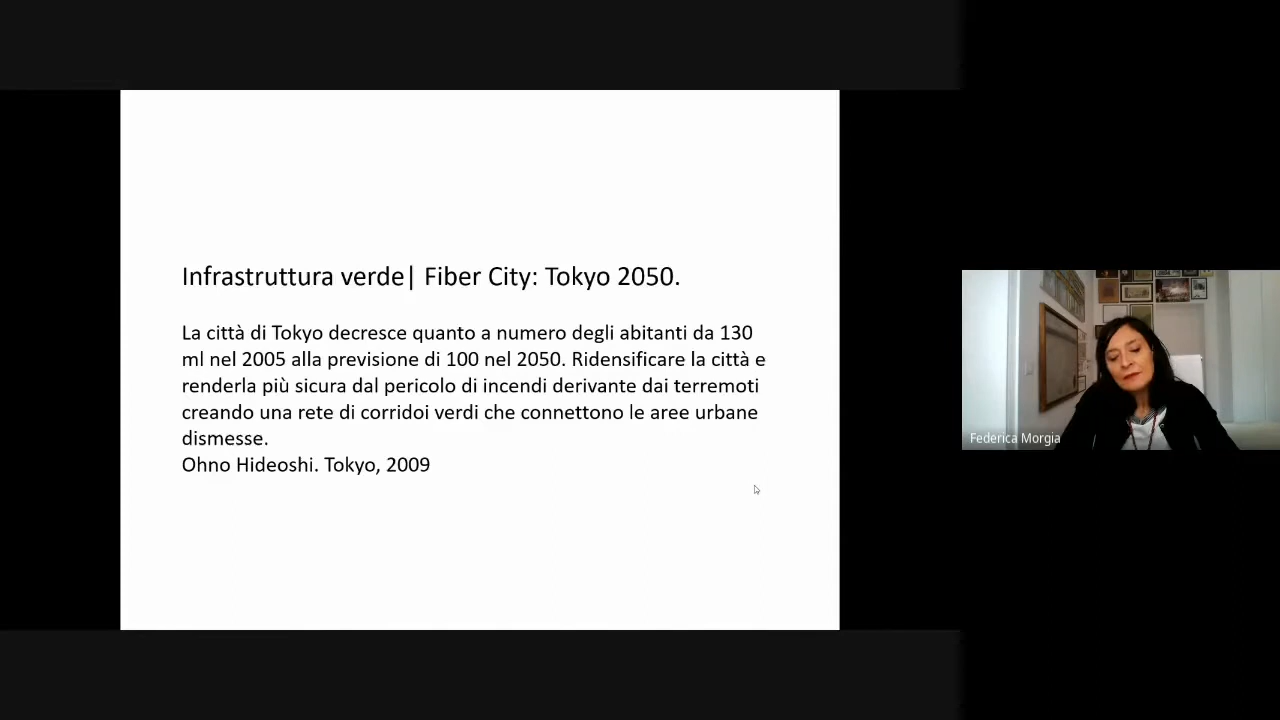 Infrastruttura verde| Fiber City: Tokyo 2050.
La città di Tokyo decresce quanto a numero degli abitanti da 130
ml nel 2005 alla previsione di 100 nel 2050. Ridensificare la città e
renderla più sicura dal pericolo di incendi derivante dai terremoti
creando una rete di corridoi verdi che connettono le aree urbane
dismesse.
Ohno Hideoshi. Tokyo, 2009
Federica Morgia